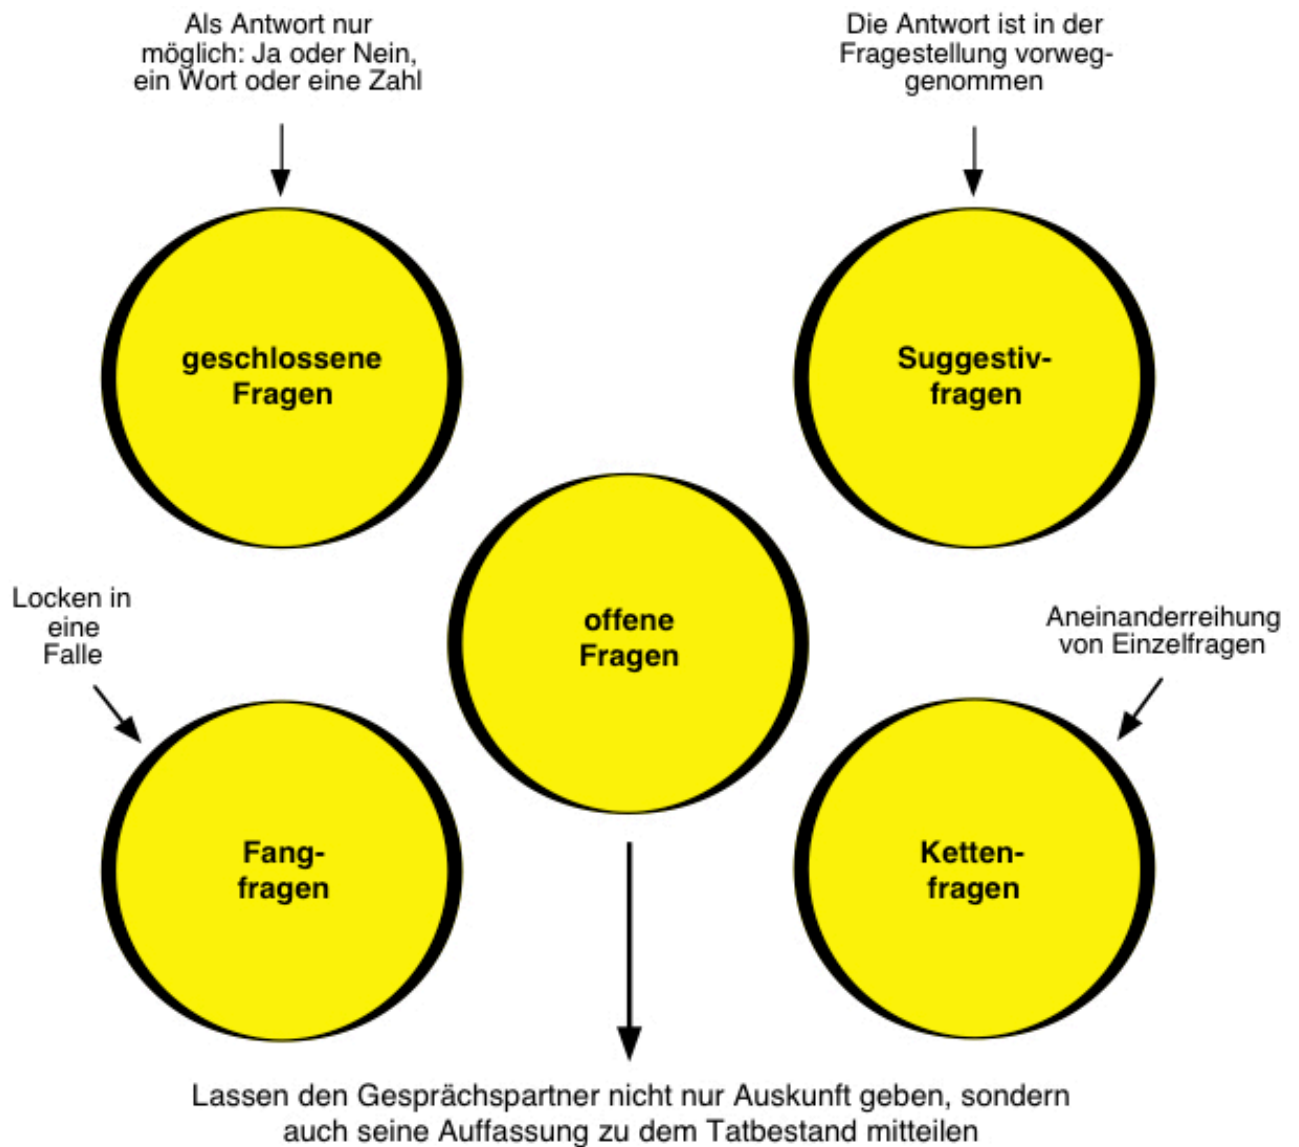 Als Antwort nur
möglich: Ja oder Nein,
ein Wort oder eine Zahl
Die Antwort ist in der
Fragestellung vorweg-
genommen
geschlossene
Fragen
Suggestiv-
fragen
offene
Fragen
Locken in
eine
Falle
Aneinanderreihung
von Einzelfragen
Fang-
fragen
Ketten-
fragen
Lassen den Gesprächspartner nicht nur Auskunft geben, sondern
auch seine Auffassung zu dem Tatbestand mitteilen